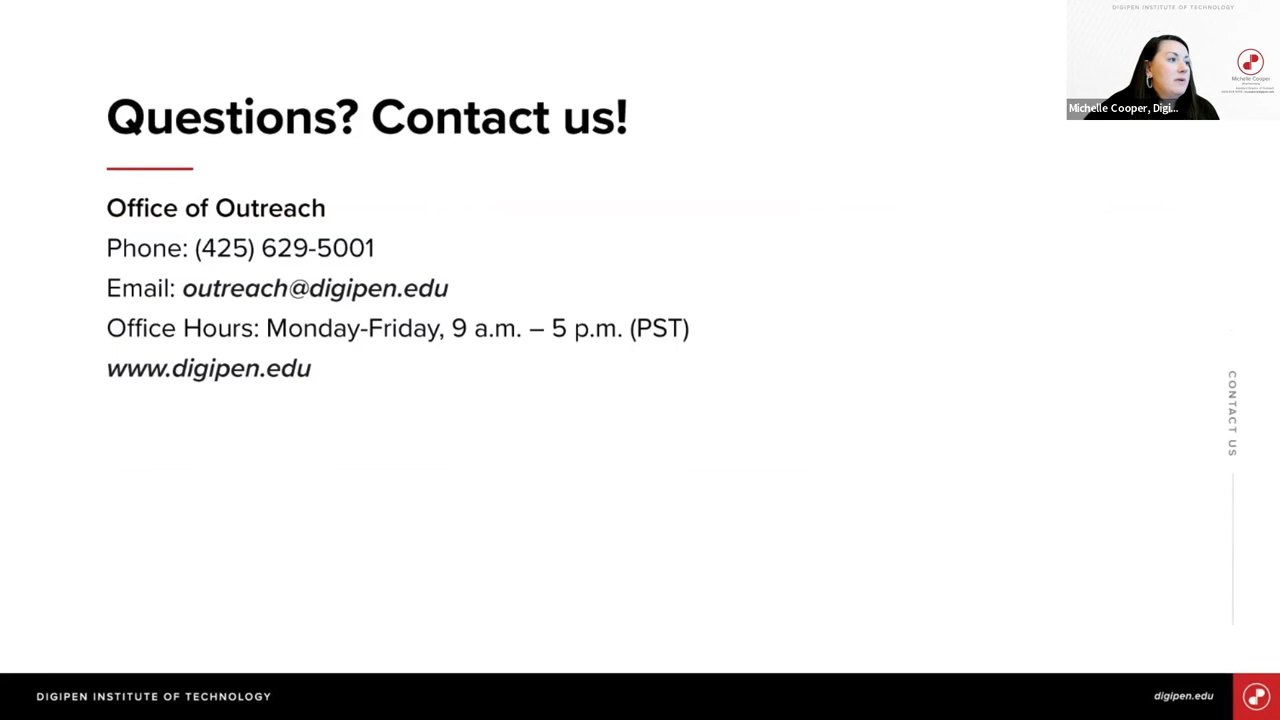 DIGIPEN INSTITUTE OF TECHNOLOGY
Michelle Cooper
Michelle Cooper, Digi...
Questions? Contact us!
Office of Outreach
Phone: (425) 629-5001
Email: outreach@digipen.edu
Office Hours: Monday-Friday, 9 a.m. – 5 p.m. (PST)
www.digipen.edu
CONTACT US
DIGIPEN INSTITUTE OF TECHNOLOGY
digipen.edu